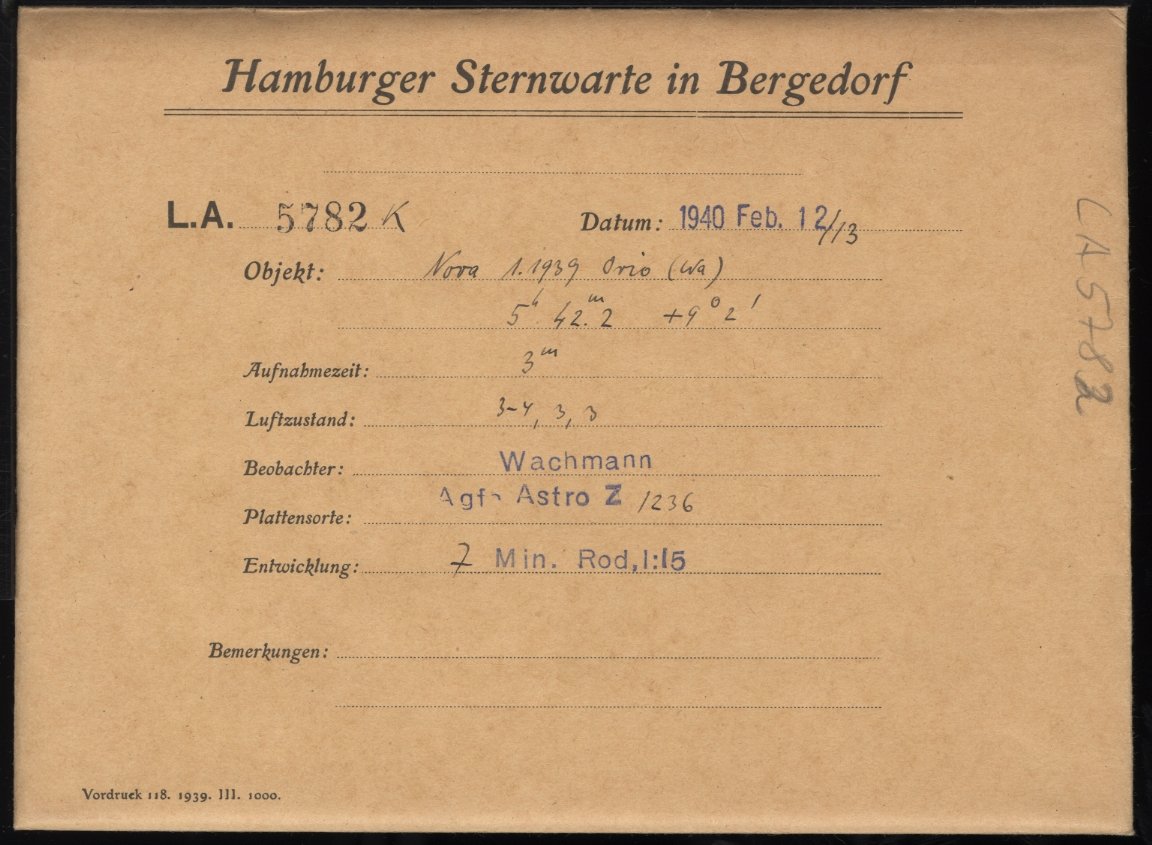 Hamburger Sternwarte in Bergedorf
L.A. 5782 K Datum: 1940 Feb. 12/13
Objekt: Nova 1.1939 Orio (Wa)
5h 42.m2 +9° 2'
Aufnahmezeit: 3m
Luftzustand: 3-4, 3, 3
Beobachter: Wachmann
Plattensorte: Agfa Astro Z 1236
Entwicklung: 7 Min. Rod,1:15
Bemerkungen:
Vordruck 118. 1939. III. 1000.
LA 5782